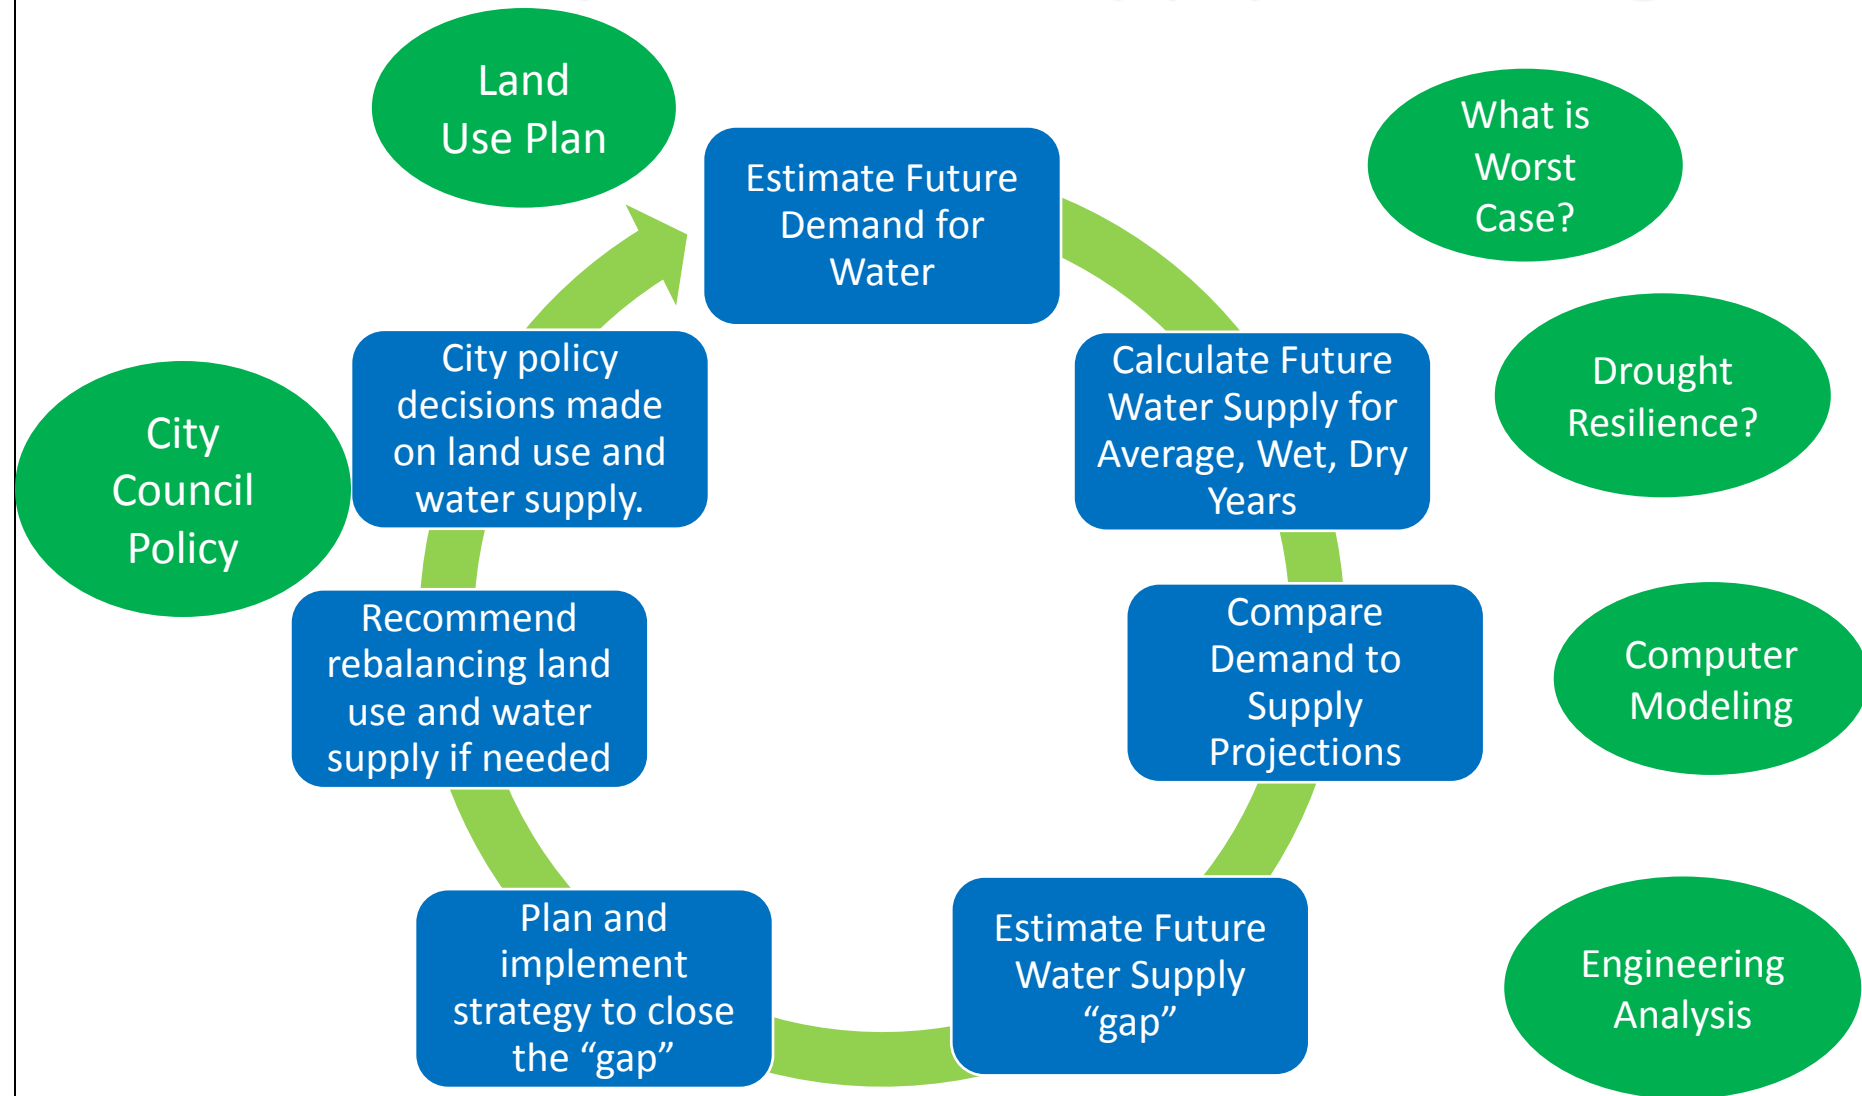 Land
Use Plan
What is
Worst
Case?
Estimate Future
Demand for
Water
Drought
Resilience?
City policy
decisions made
on land use and
water supply.
Calculate Future
Water Supply for
Average, Wet, Dry
Years
City
Council
Policy
Recommend
rebalancing land
use and water
supply if needed
Compare
Demand to
Supply
Projections
Computer
Modeling
Plan and
implement
strategy to close
the “gap”
Estimate Future
Water Supply
“gap”
Engineering
Analysis